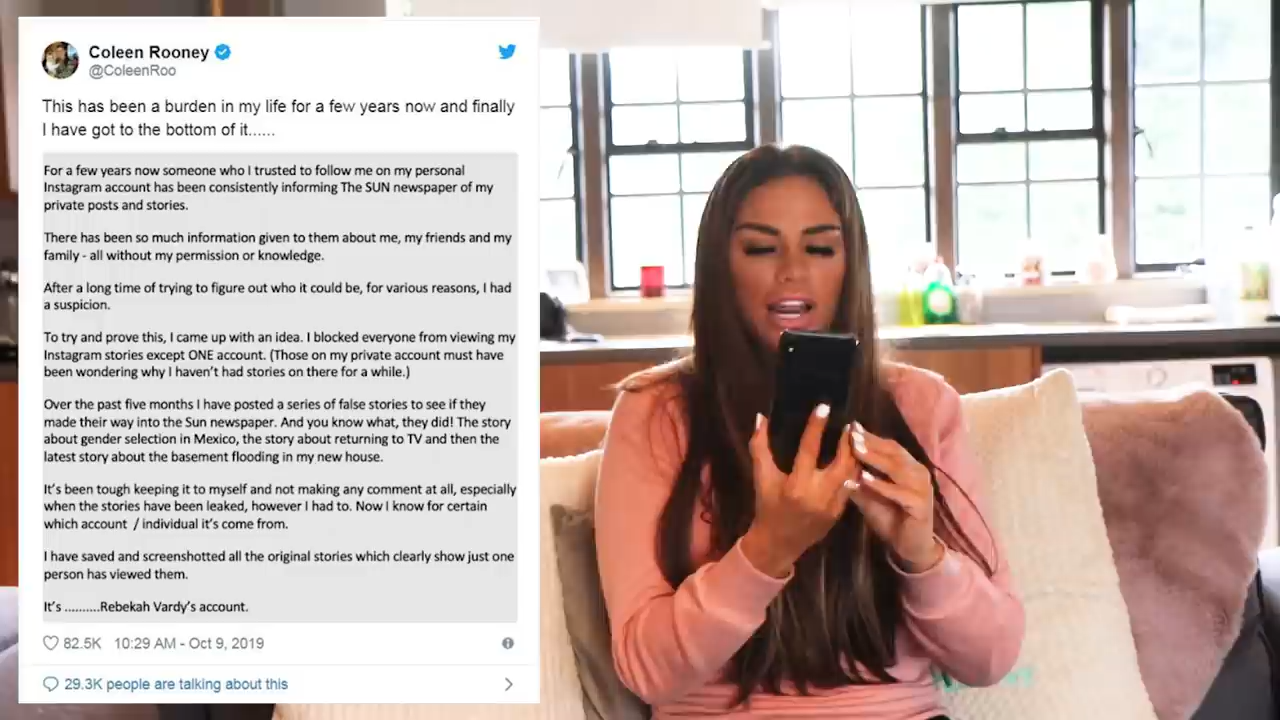 Coleen Rooney
@ColeenRoo
This has been a burden in my life for a few years now and finally
I have got to the bottom of it......
For a few years now someone who I trusted to follow me on my personal
Instagram account has been consistently informing The SUN newspaper of my
private posts and stories.
There has been so much information given to them about me, my friends and my
family - all without my permission or knowledge.
After a long time of trying to figure out who it could be, for various reasons, I had
a suspicion.
To try and prove this, I came up with an idea. I blocked everyone from viewing my
Instagram stories except ONE account. (Those on my private account must have
been wondering why I haven't had stories on there for a while.)
Over the past five months I have posted a series of false stories to see if they
made their way into the Sun newspaper. And you know what, they did! The story
about gender selection in Mexico, the story about returning to TV and then the
latest story about the basement flooding in my new house.
It's been tough keeping it to myself and not making any comment at all, especially
when the stories have been leaked, however I had to. Now I know for certain
which account / individual it's come from.
I have saved and screenshotted all the original stories which clearly show just one
person has viewed them.
It's ..........Rebekah Vardy's account.
82.5K 10:29 AM - Oct 9, 2019
29.3K people are talking about this